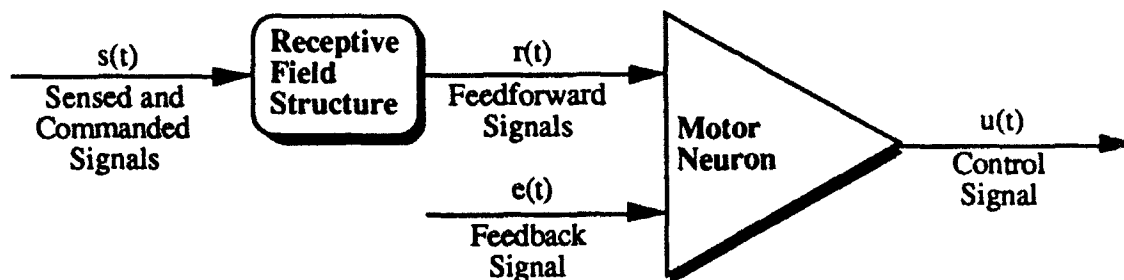 s(t)
Sensed and
Commanded
Signals
Receptive
Field
Structure
r(t)
Feedforward
Signals
e(t)
Feedback
Signal
Motor
Neuron
u(t)
Control
Signal